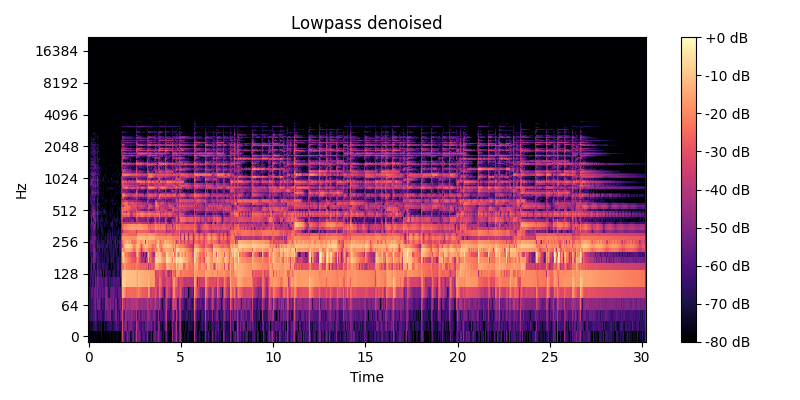 Lowpass denoised
Hz
16384
8192
4096
2048
1024
512
256
128
64
0
0
5
10
15
20
25
30
Time
+0 dB
-10 dB
-20 dB
-30 dB
-40 dB
-50 dB
-60 dB
-70 dB
-80 dB